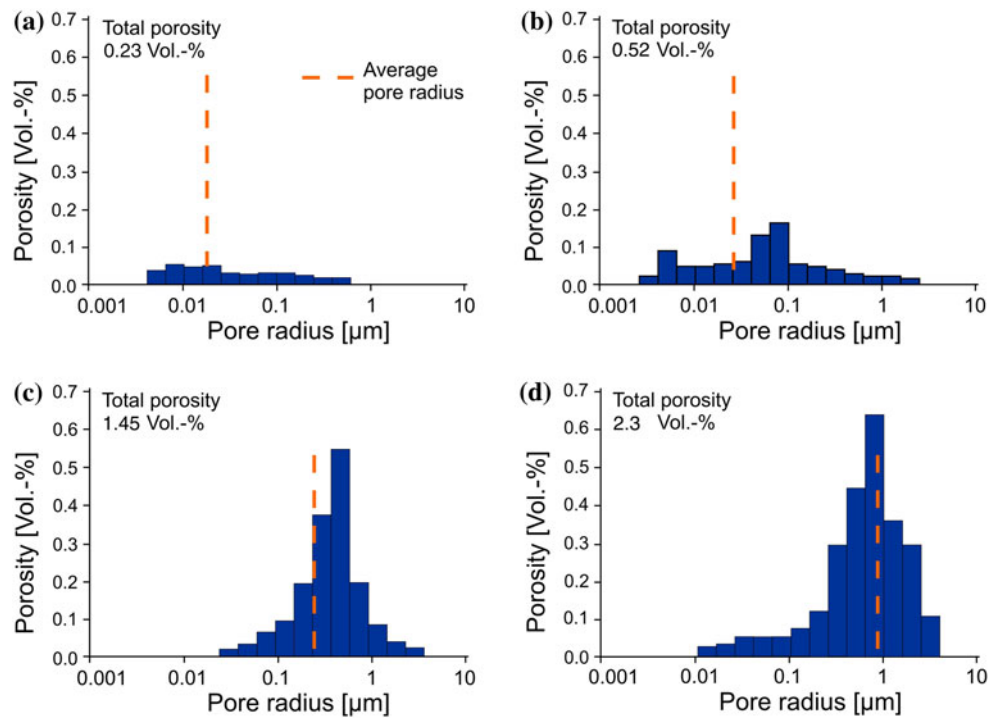 (a)
Total porosity
0.23 Vol.-%
Average
pore radius
Porosity [Vol.-%]
0.7
0.6
0.5
0.4
0.3
0.2
0.1
0.0
0.001 0.01 0.1 1 10
Pore radius [µm]
(b)
Total porosity
0.52 Vol.-%
Porosity [Vol.-%]
0.7
0.6
0.5
0.4
0.3
0.2
0.1
0.0
0.001 0.01 0.1 1 10
Pore radius [µm]
(c)
Total porosity
1.45 Vol.-%
Porosity [Vol.-%]
0.7
0.6
0.5
0.4
0.3
0.2
0.1
0.0
0.001 0.01 0.1 1 10
Pore radius [µm]
(d)
Total porosity
2.3 Vol.-%
Porosity [Vol.-%]
0.7
0.6
0.5
0.4
0.3
0.2
0.1
0.0
0.001 0.01 0.1 1 10
Pore radius [µm]